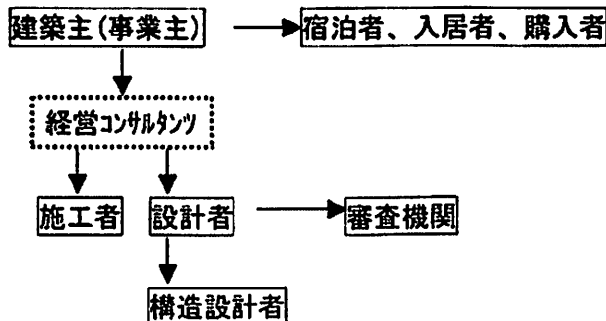 建築主(事業主) 宿泊者、入居者、購入者
経営コンサルタンツ
施工者 設計者 審査機関
構造設計者